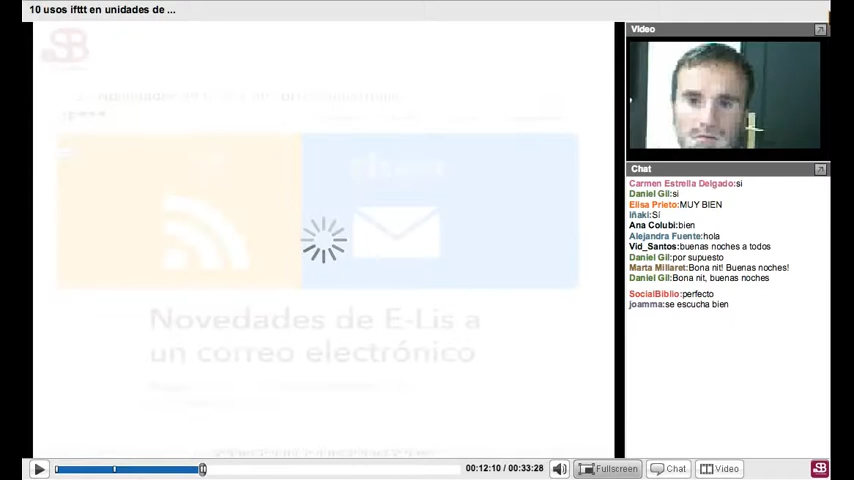 10 usos ifttt en unidades de ...
SB
Novedades de E-Lis a
un correo electrónico
Video
Chat
Carmen Estrella Delgado:si
Daniel Gil:si
Elisa Prieto:MUY BIEN
Iñaki:Sí
Ana Colubi:bien
Alejandra Fuente:hola
Vid_Santos:buenas noches a todos
Daniel Gil:por supuesto
Marta Millaret:Bona nit! Buenas noches!
Daniel Gil:Bona nit, buenas noches
SocialBiblio:perfecto
joamma:se escucha bien
00:12:10 / 00:33:28
Fullscreen
Chat
Video
SB